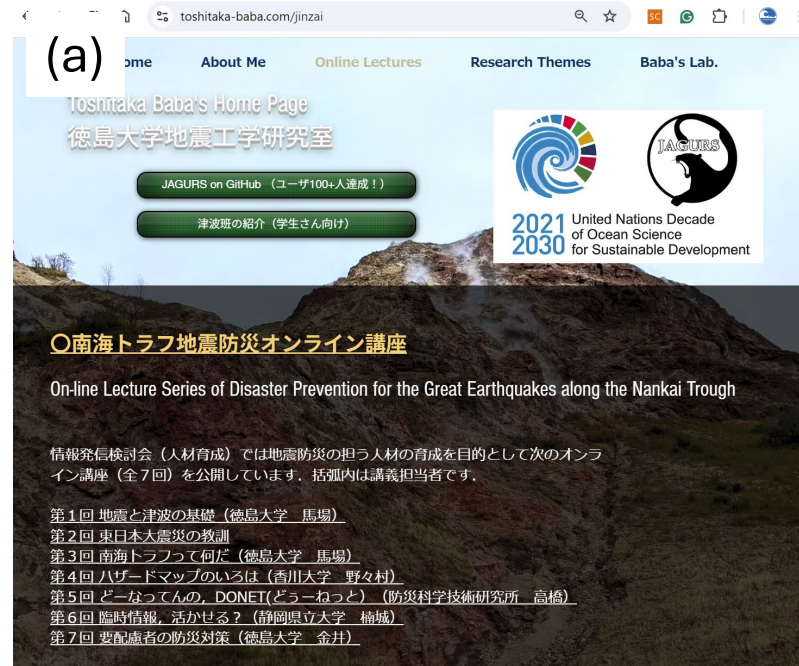 toshitaka-baba.com/jinzai
SC
G
(a)
ome
About Me
Online Lectures
Research Themes
Baba's Lab.
Toshitaka Baba's Home Page
徳島大学地震工学研究室
JAGURS on GitHub （ユーザ100+人達成！）
津波班の紹介（学生さん向け）
JAGURS
2021
2030
United Nations Decade
of Ocean Science
for Sustainable Development
〇南海トラフ地震防災オンライン講座
On-line Lecture Series of Disaster Prevention for the Great Earthquakes along the Nankai Trough
情報発信検討会（人材育成）では地震防災の担う人材の育成を目的として次のオンラ
イン講座（全７回）を公開しています．括弧内は講義担当者です．
第１回 地震と津波の基礎（徳島大学　馬場）
第２回 東日本大震災の教訓
第３回 南海トラフって何だ（徳島大学　馬場）
第４回 ハザードマップのいろは（香川大学　野々村）
第５回 どーなってんの，DONET(どぅーねっと）（防災科学技術研究所　高橋）
第６回 臨時情報，活かせる？（静岡県立大学　楠城）
第７回 要配慮者の防災対策（徳島大学　金井）